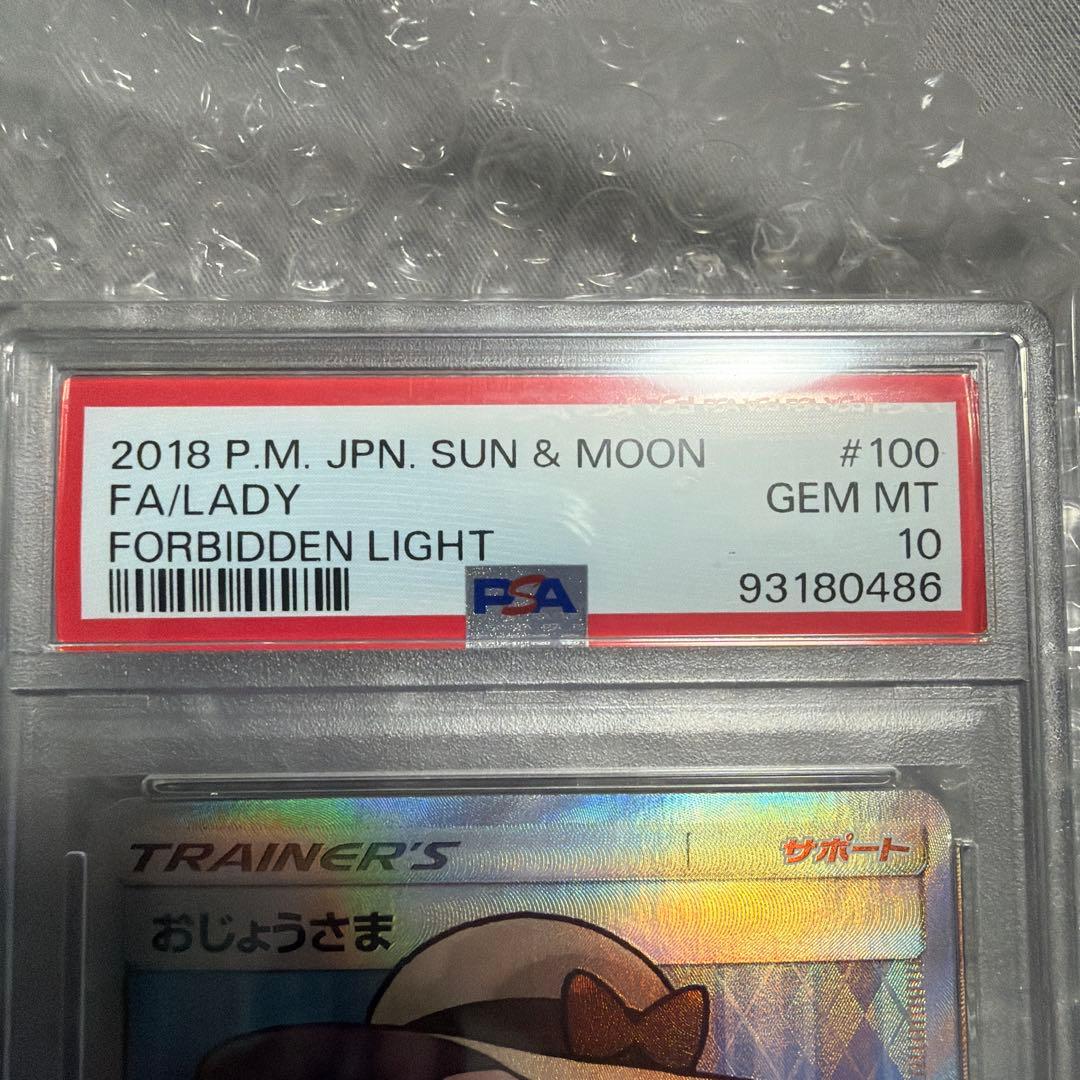 2018 P.M. JPN. SUN & MOON #100
FA/LADY GEM MT
FORBIDDEN LIGHT 10
PSA 93180486
TRAINER'S サポート
おじょうさま